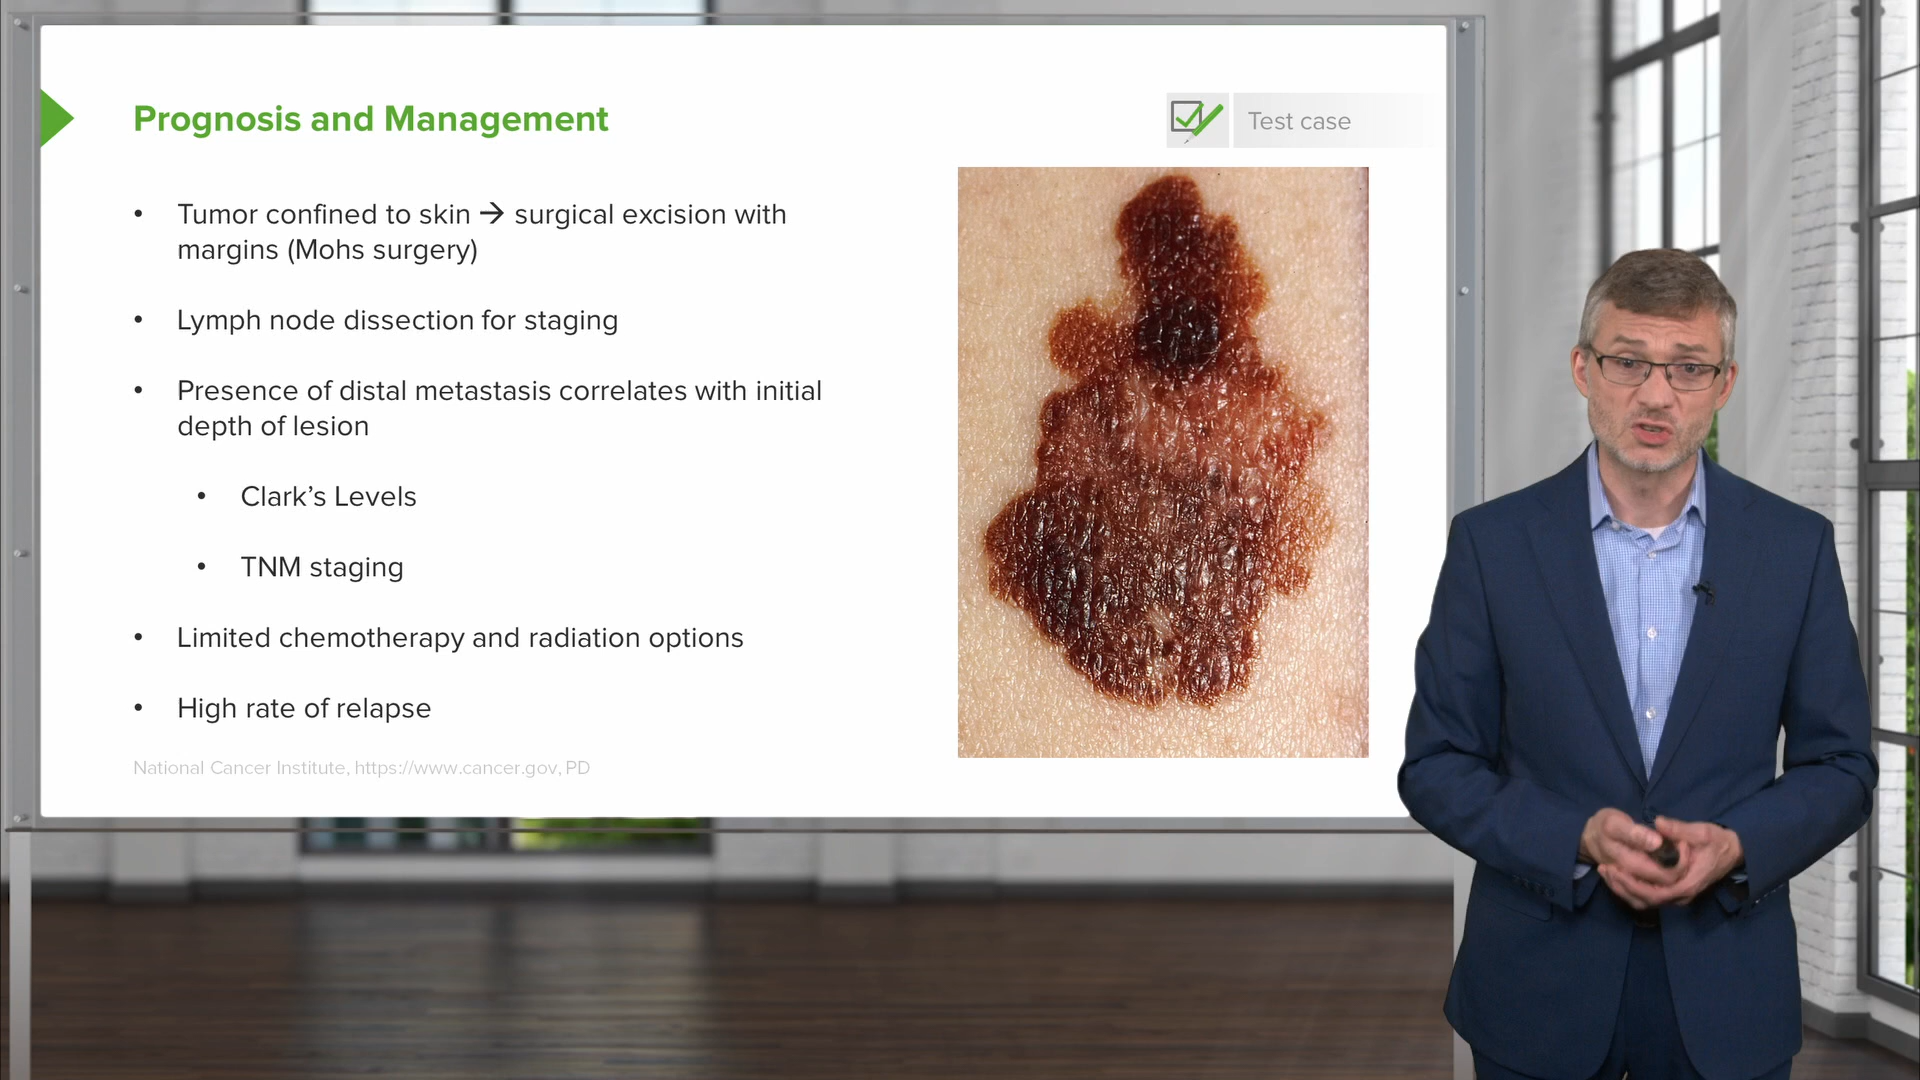 Prognosis and Management
Test case
• Tumor confined to skin → surgical excision with
margins (Mohs surgery)
• Lymph node dissection for staging
• Presence of distal metastasis correlates with initial
depth of lesion
• Clark’s Levels
• TNM staging
• Limited chemotherapy and radiation options
• High rate of relapse
National Cancer Institute, https://www.cancer.gov, PD